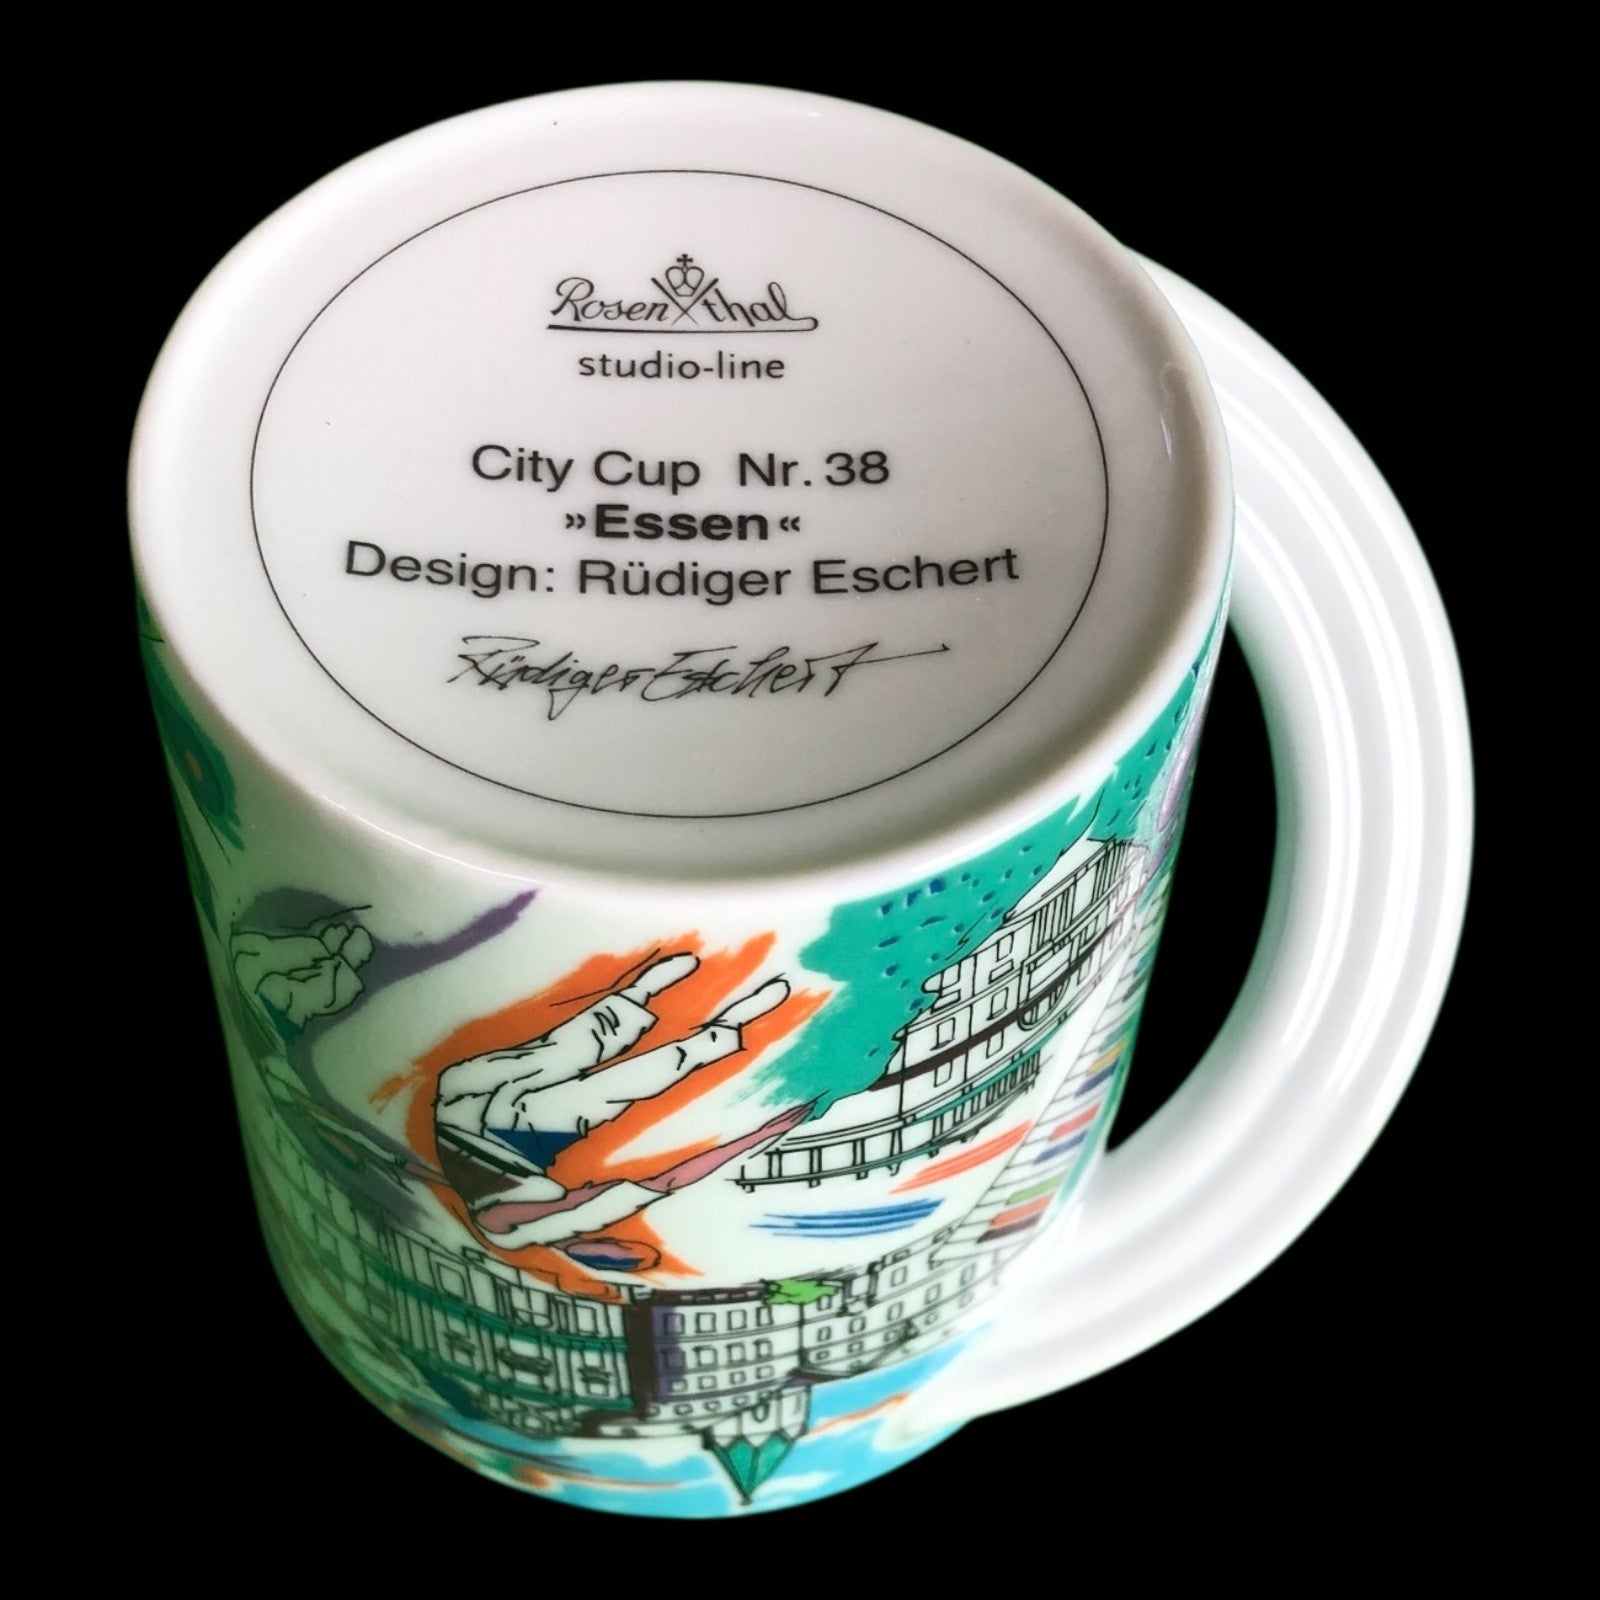 Rosenthal
studio-line
City Cup Nr. 38
»Essen«
Design: Rüdiger Eschert
Rüdiger Eschert